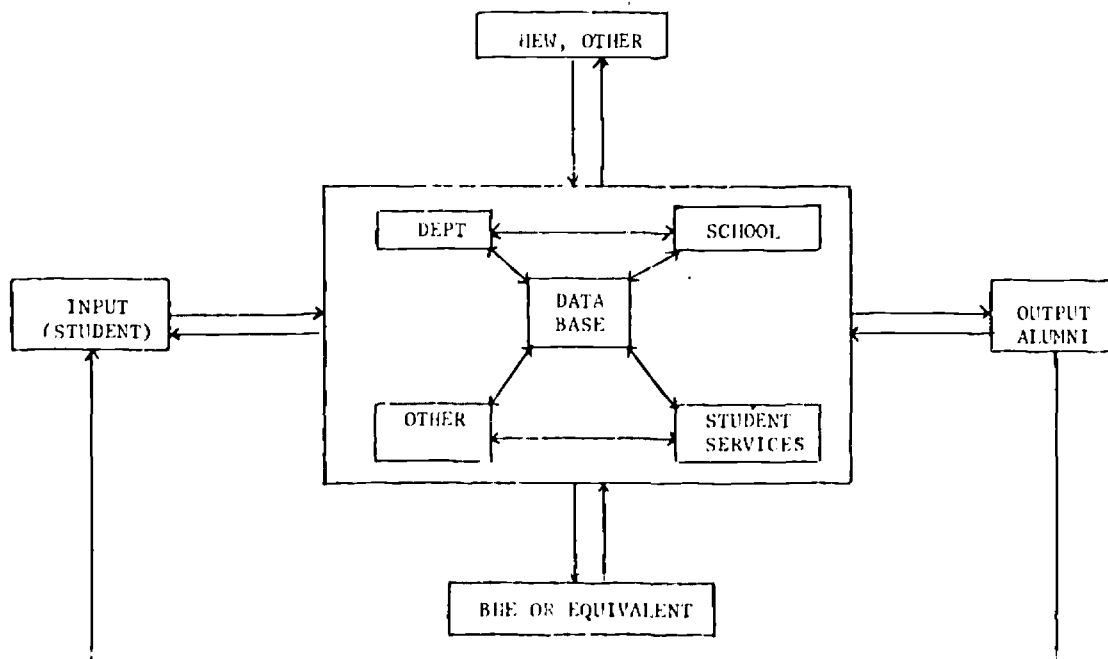 HEW, OTHER
DEPT
SCHOOL
INPUT
(STUDENT)
DATA
BASE
OUTPUT
ALUMNI
OTHER
STUDENT
SERVICES
BHE OR EQUIVALENT